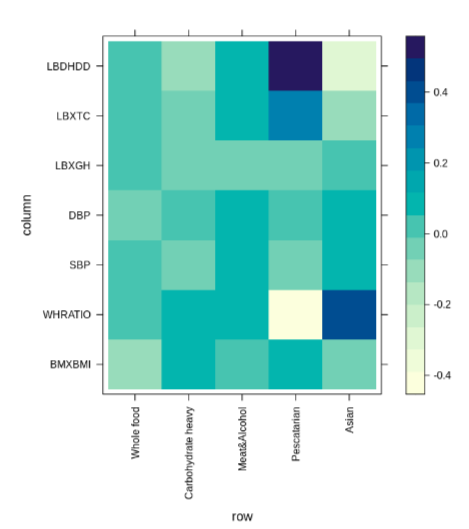 LBDHDD
LBXTC
LBXGH
DBP
SBP
WHRATIO
BMXBMI
column
Whole food
Carbohydrate heavy
Meat&Alcohol
Pescatarian
Asian
row
0.4
0.2
0.0
-0.2
-0.4